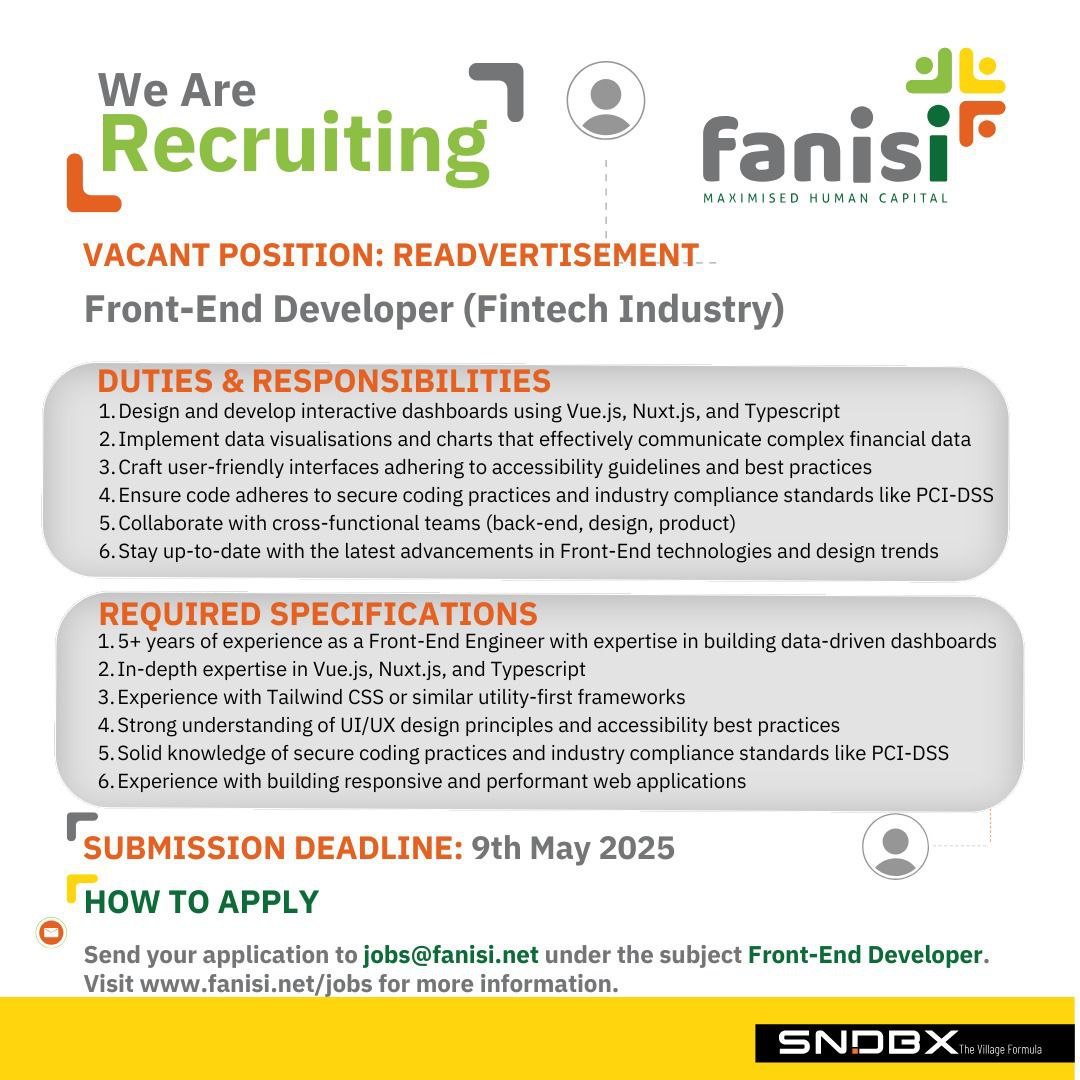 We Are
Recruiting
fanisi
MAXIMISED HUMAN CAPITAL
VACANT POSITION: READVERTISEMENT
Front-End Developer (Fintech Industry)
DUTIES & RESPONSIBILITIES
1. Design and develop interactive dashboards using Vue.js, Nuxt.js, and Typescript
2. Implement data visualisations and charts that effectively communicate complex financial data
3. Craft user-friendly interfaces adhering to accessibility guidelines and best practices
4. Ensure code adheres to secure coding practices and industry compliance standards like PCI-DSS
5. Collaborate with cross-functional teams (back-end, design, product)
6. Stay up-to-date with the latest advancements in Front-End technologies and design trends
REQUIRED SPECIFICATIONS
1. 5+ years of experience as a Front-End Engineer with expertise in building data-driven dashboards
2. In-depth expertise in Vue.js, Nuxt.js, and Typescript
3. Experience with Tailwind CSS or similar utility-first frameworks
4. Strong understanding of UI/UX design principles and accessibility best practices
5. Solid knowledge of secure coding practices and industry compliance standards like PCI-DSS
6. Experience with building responsive and performant web applications
SUBMISSION DEADLINE: 9th May 2025
HOW TO APPLY
Send your application to jobs@fanisi.net under the subject Front-End Developer.
Visit www.fanisi.net/jobs for more information.
SNDBX The Village Formula